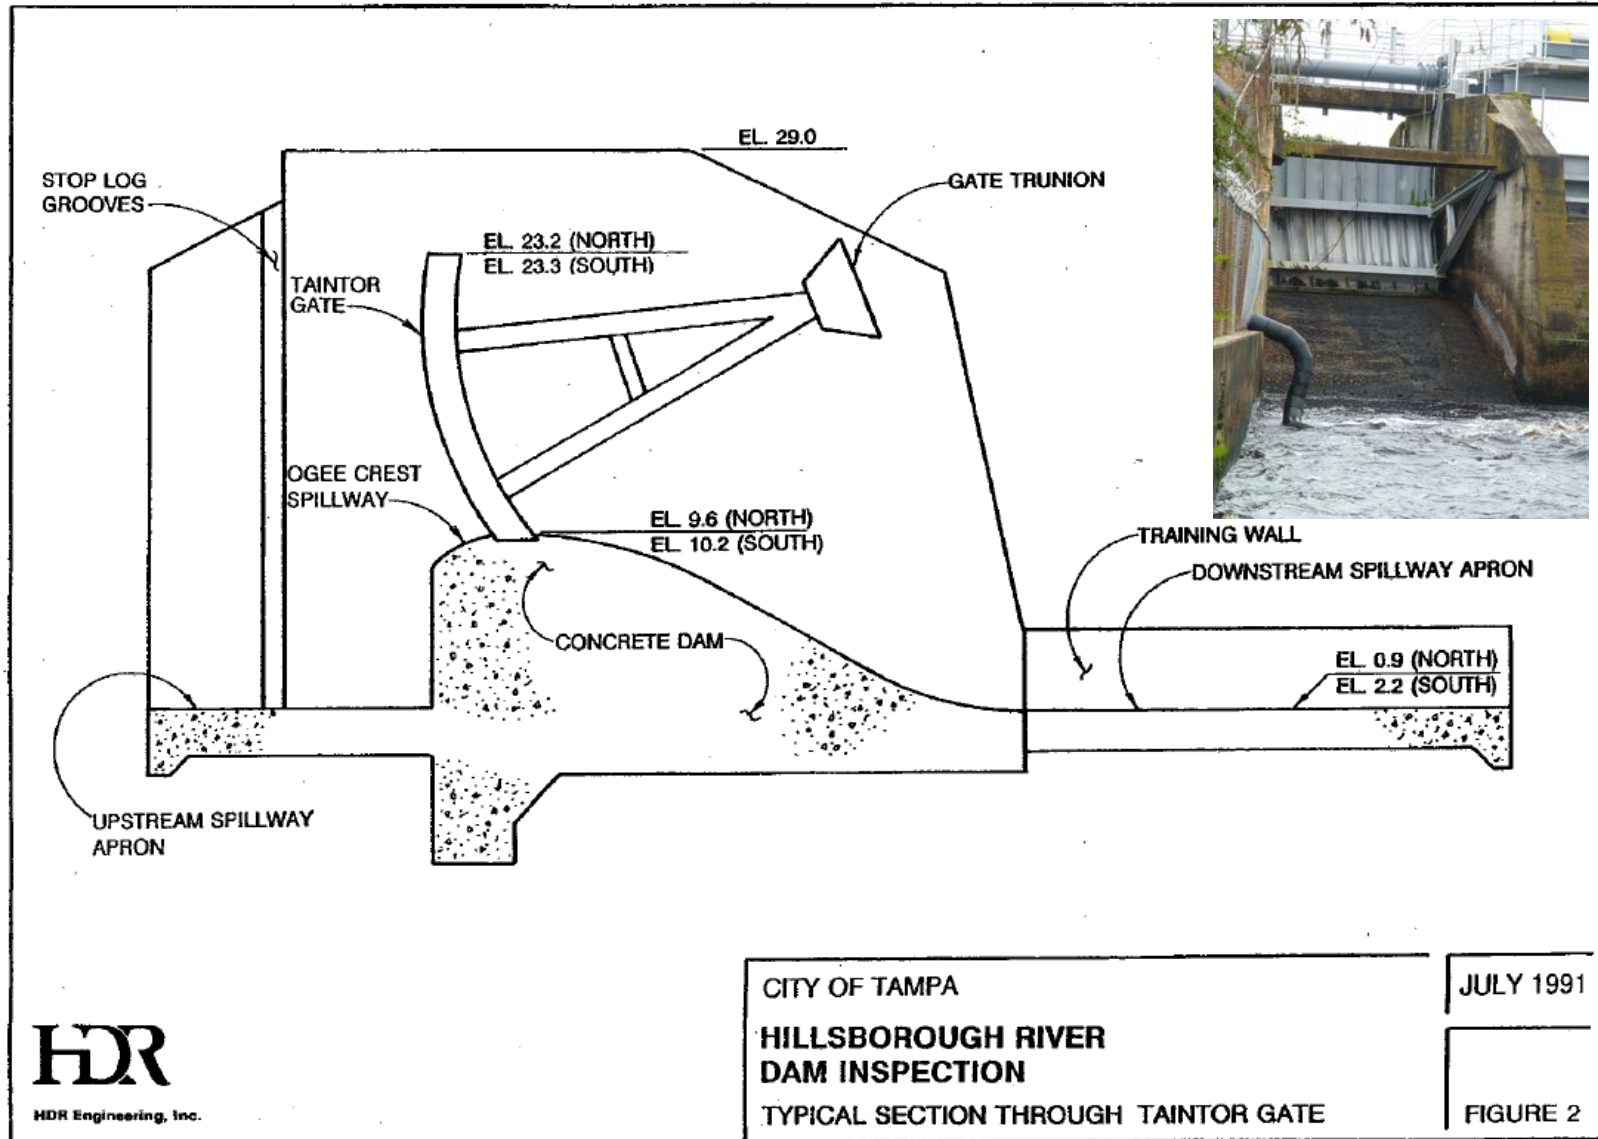 EL. 29.0
STOP LOG
GROOVES
GATE TRUNION
EL. 23.2 (NORTH)
EL. 23.3 (SOUTH)
TAINTOR
GATE
OGEE CREST
SPILLWAY
EL. 9.6 (NORTH)
EL. 10.2 (SOUTH)
TRAINING WALL
DOWNSTREAM SPILLWAY APRON
CONCRETE DAM
EL. 0.9 (NORTH)
EL. 2.2 (SOUTH)
UPSTREAM SPILLWAY
APRON
CITY OF TAMPA
JULY 1991
HILLSBOROUGH RIVER
DAM INSPECTION
TYPICAL SECTION THROUGH TAINTOR GATE
FIGURE 2
HDR
HDR Engineering, Inc.